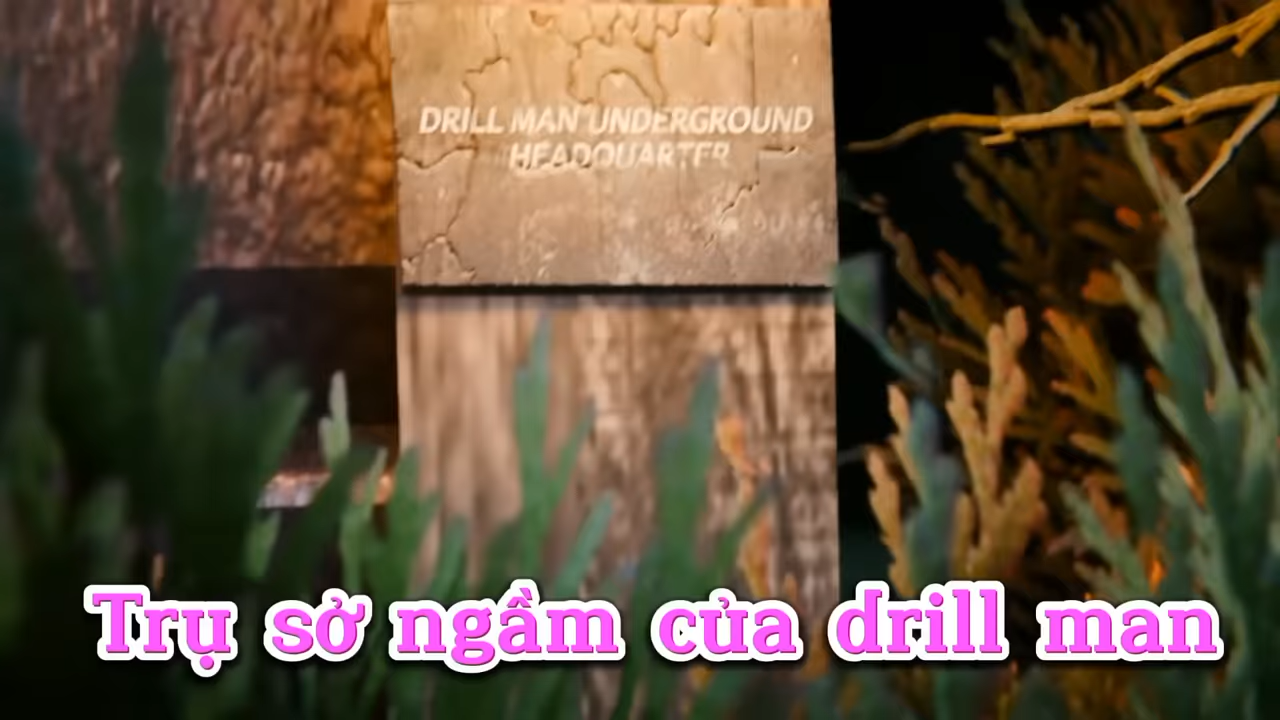 DRILL MAN UNDERGROUND
HEADQUARTER
Trụ sở ngầm của drill man